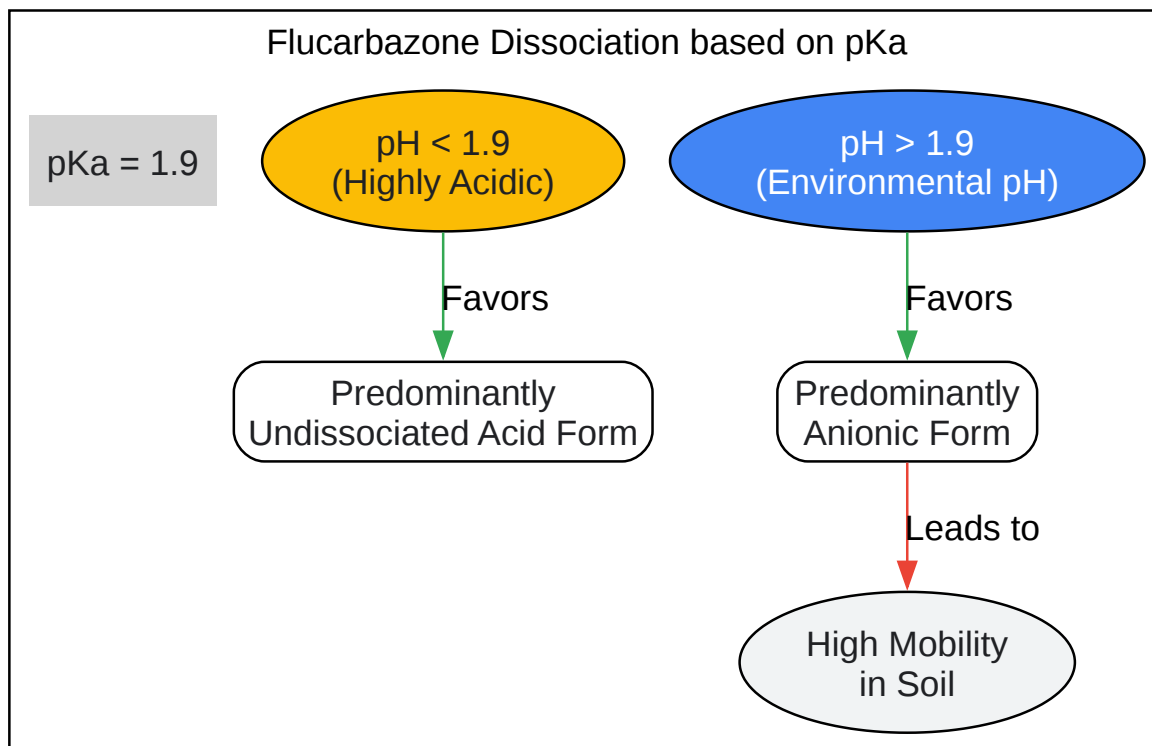 Flucarbazone Dissociation based on pKa
pKa = 1.9
pH < 1.9
(Highly Acidic)
pH > 1.9
(Environmental pH)
Favors
Favors
Predominantly
Undissociated Acid Form
Predominantly
Anionic Form
Leads to
High Mobility
in Soil